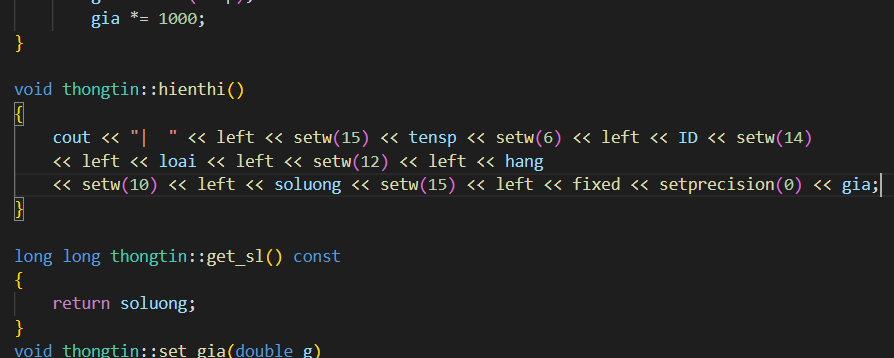 gia *= 1000;
}
void thongtin::hienthi()
{
cout << "|  " << left << setw(15) << tensp << setw(6) << left << ID << setw(14)
<< left << loai << left << setw(12) << left << hang
<< setw(10) << left << soluong << setw(15) << left << fixed << setprecision(0) << gia;
}
long long thongtin::get_sl() const
{
return soluong;
}
void thongtin::set_gia(double g)